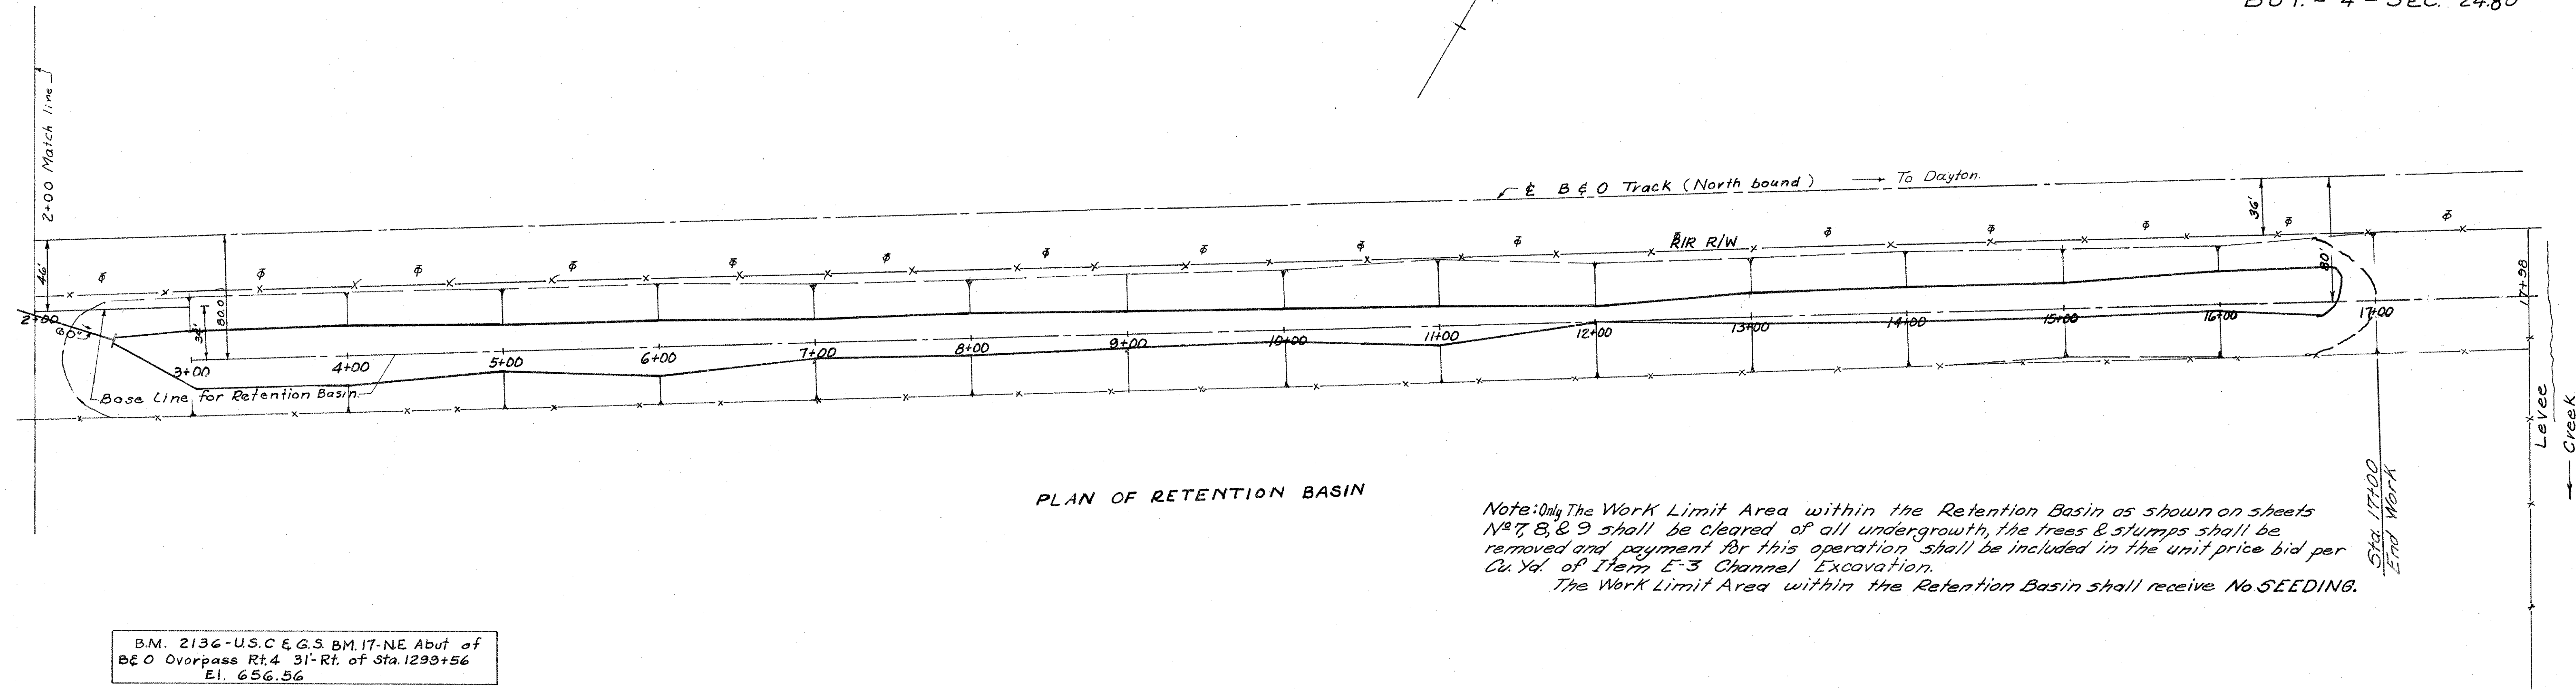 BUT. - 4 - SEC. 24.80
2+00 Match line
℄ B & O Track (North bound) → To Dayton.
R/R R/W
46'
36'
80.0
34'
80'
17+98
2+00
3+00
4+00
5+00
6+00
7+00
8+00
9+00
10+00
11+00
12+00
13+00
14+00
15+00
16+00
17+00
Base Line for Retention Basin.
Levee
← Creek
Sta. 17+00
End Work
PLAN OF RETENTION BASIN
Note: Only The Work Limit Area within the Retention Basin as shown on sheets
Nº 7, 8, & 9 shall be cleared of all undergrowth, the trees & stumps shall be
removed and payment for this operation shall be included in the unit price bid per
Cu. Yd. of Item E-3 Channel Excavation.
The Work Limit Area within the Retention Basin shall receive No SEEDING.
B.M. 2136 - U.S.C & G.S. BM. 17 - N.E Abut of
B & O Ovorpass Rt. 4 31'-Rt. of Sta. 1299+56
El. 656.56